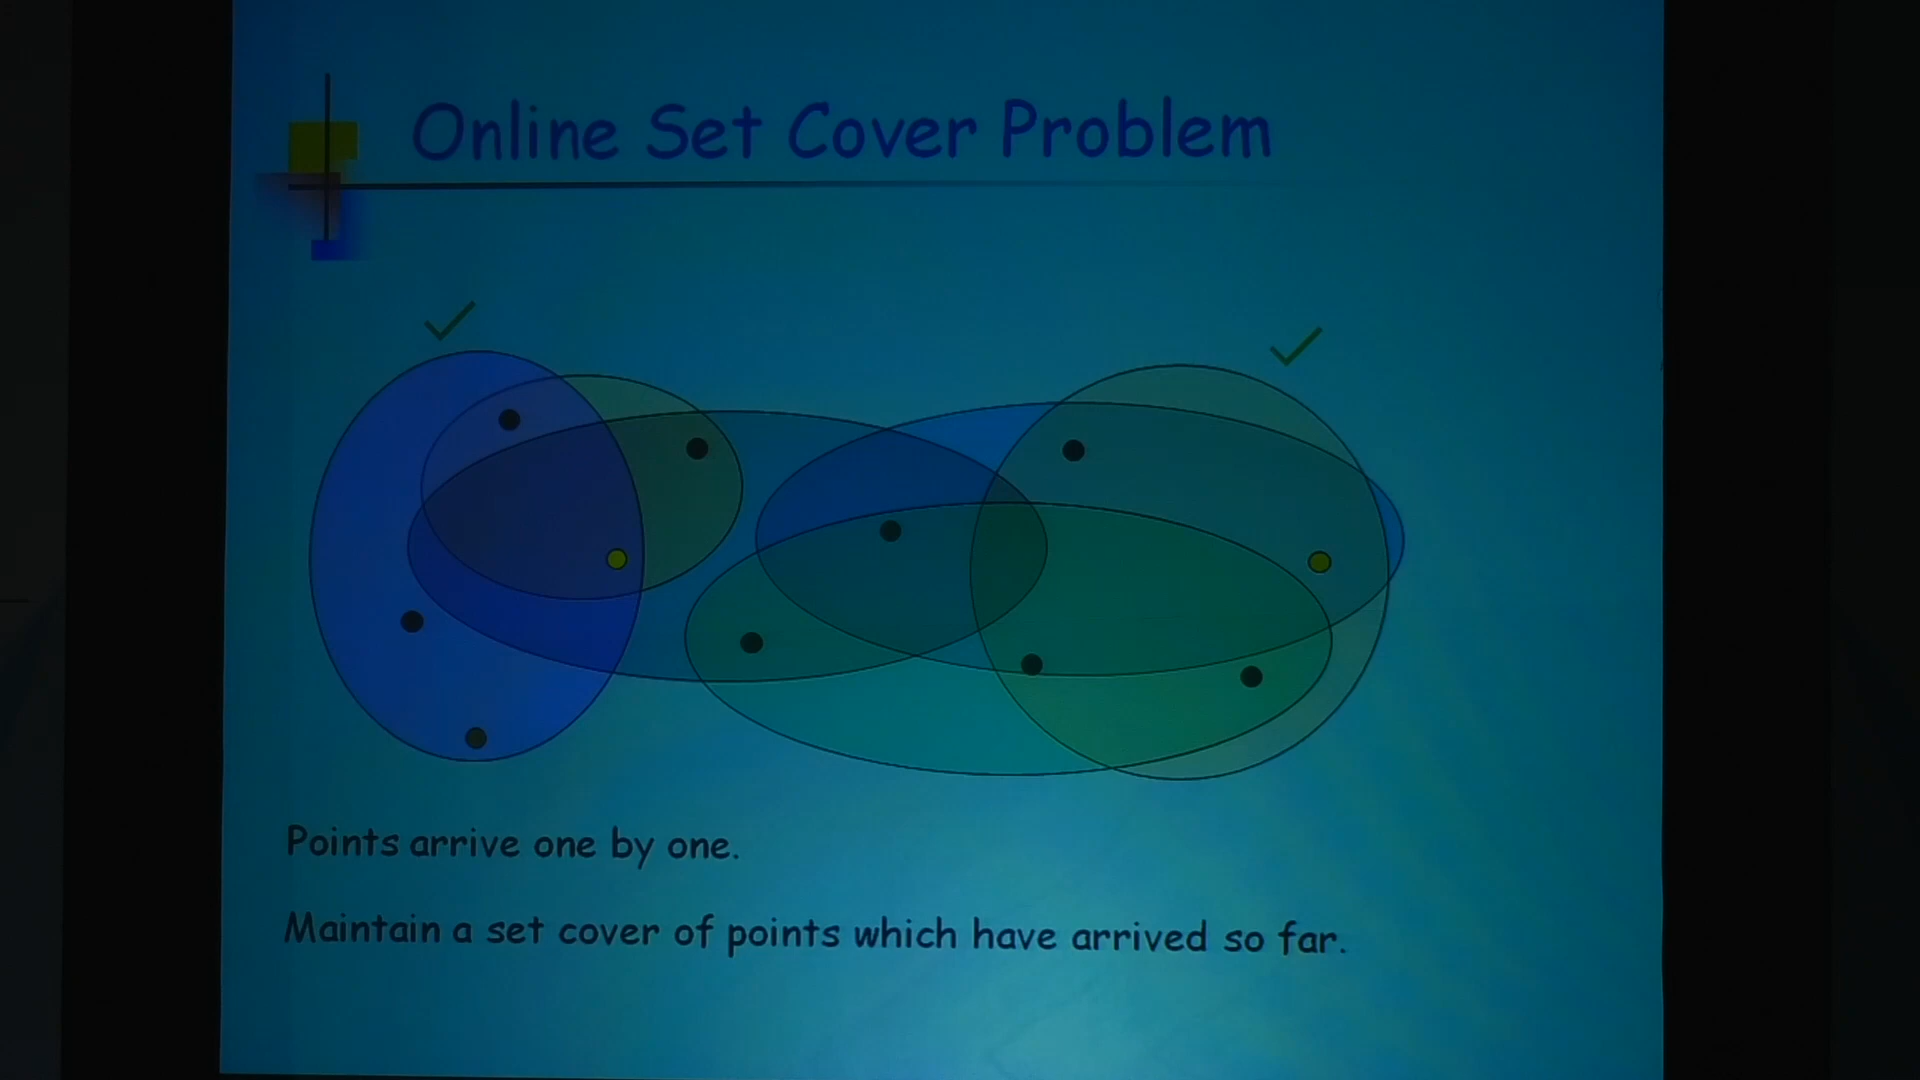 Online Set Cover Problem
Points arrive one by one.
Maintain a set cover of points which have arrived so far.